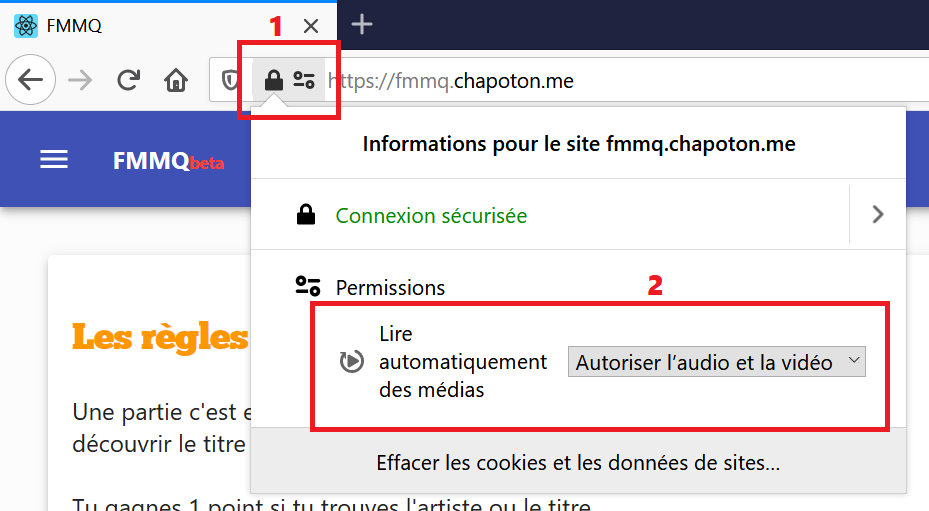 FMMQ
1
https://fmmq.chapoton.me
FMMQbeta
Informations pour le site fmmq.chapoton.me
Connexion sécurisée
Permissions
2
Lire
automatiquement
des médias
Autoriser l’audio et la vidéo
Effacer les cookies et les données de sites…
Les règles
Une partie c'est e
découvrir le titre
Tu gagnes 1 point si tu trouves l'artiste ou le titre